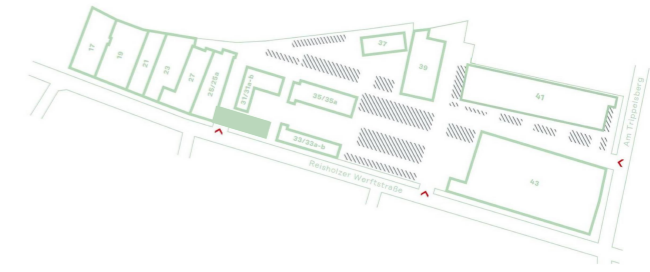 17
19
21
23
27
29/29a
31/31a-b
35/35a
33/33a-b
37
39
41
43
Reisholzer Werftstraße
Am Trippelsberg